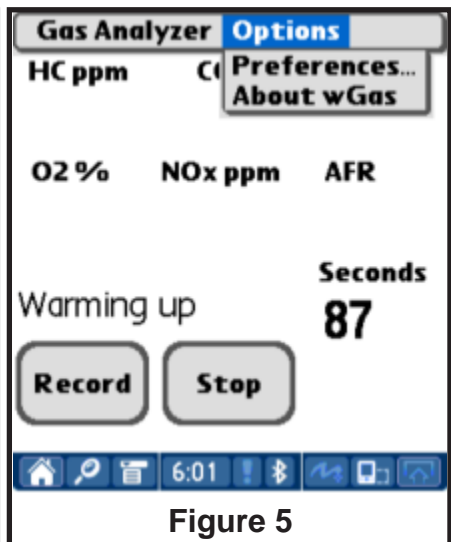 Gas Analyzer Options
HC ppm
Preferences...
About wGas
O2 % NOx ppm AFR
Seconds
Warming up 87
Record Stop
6:01
Figure 5